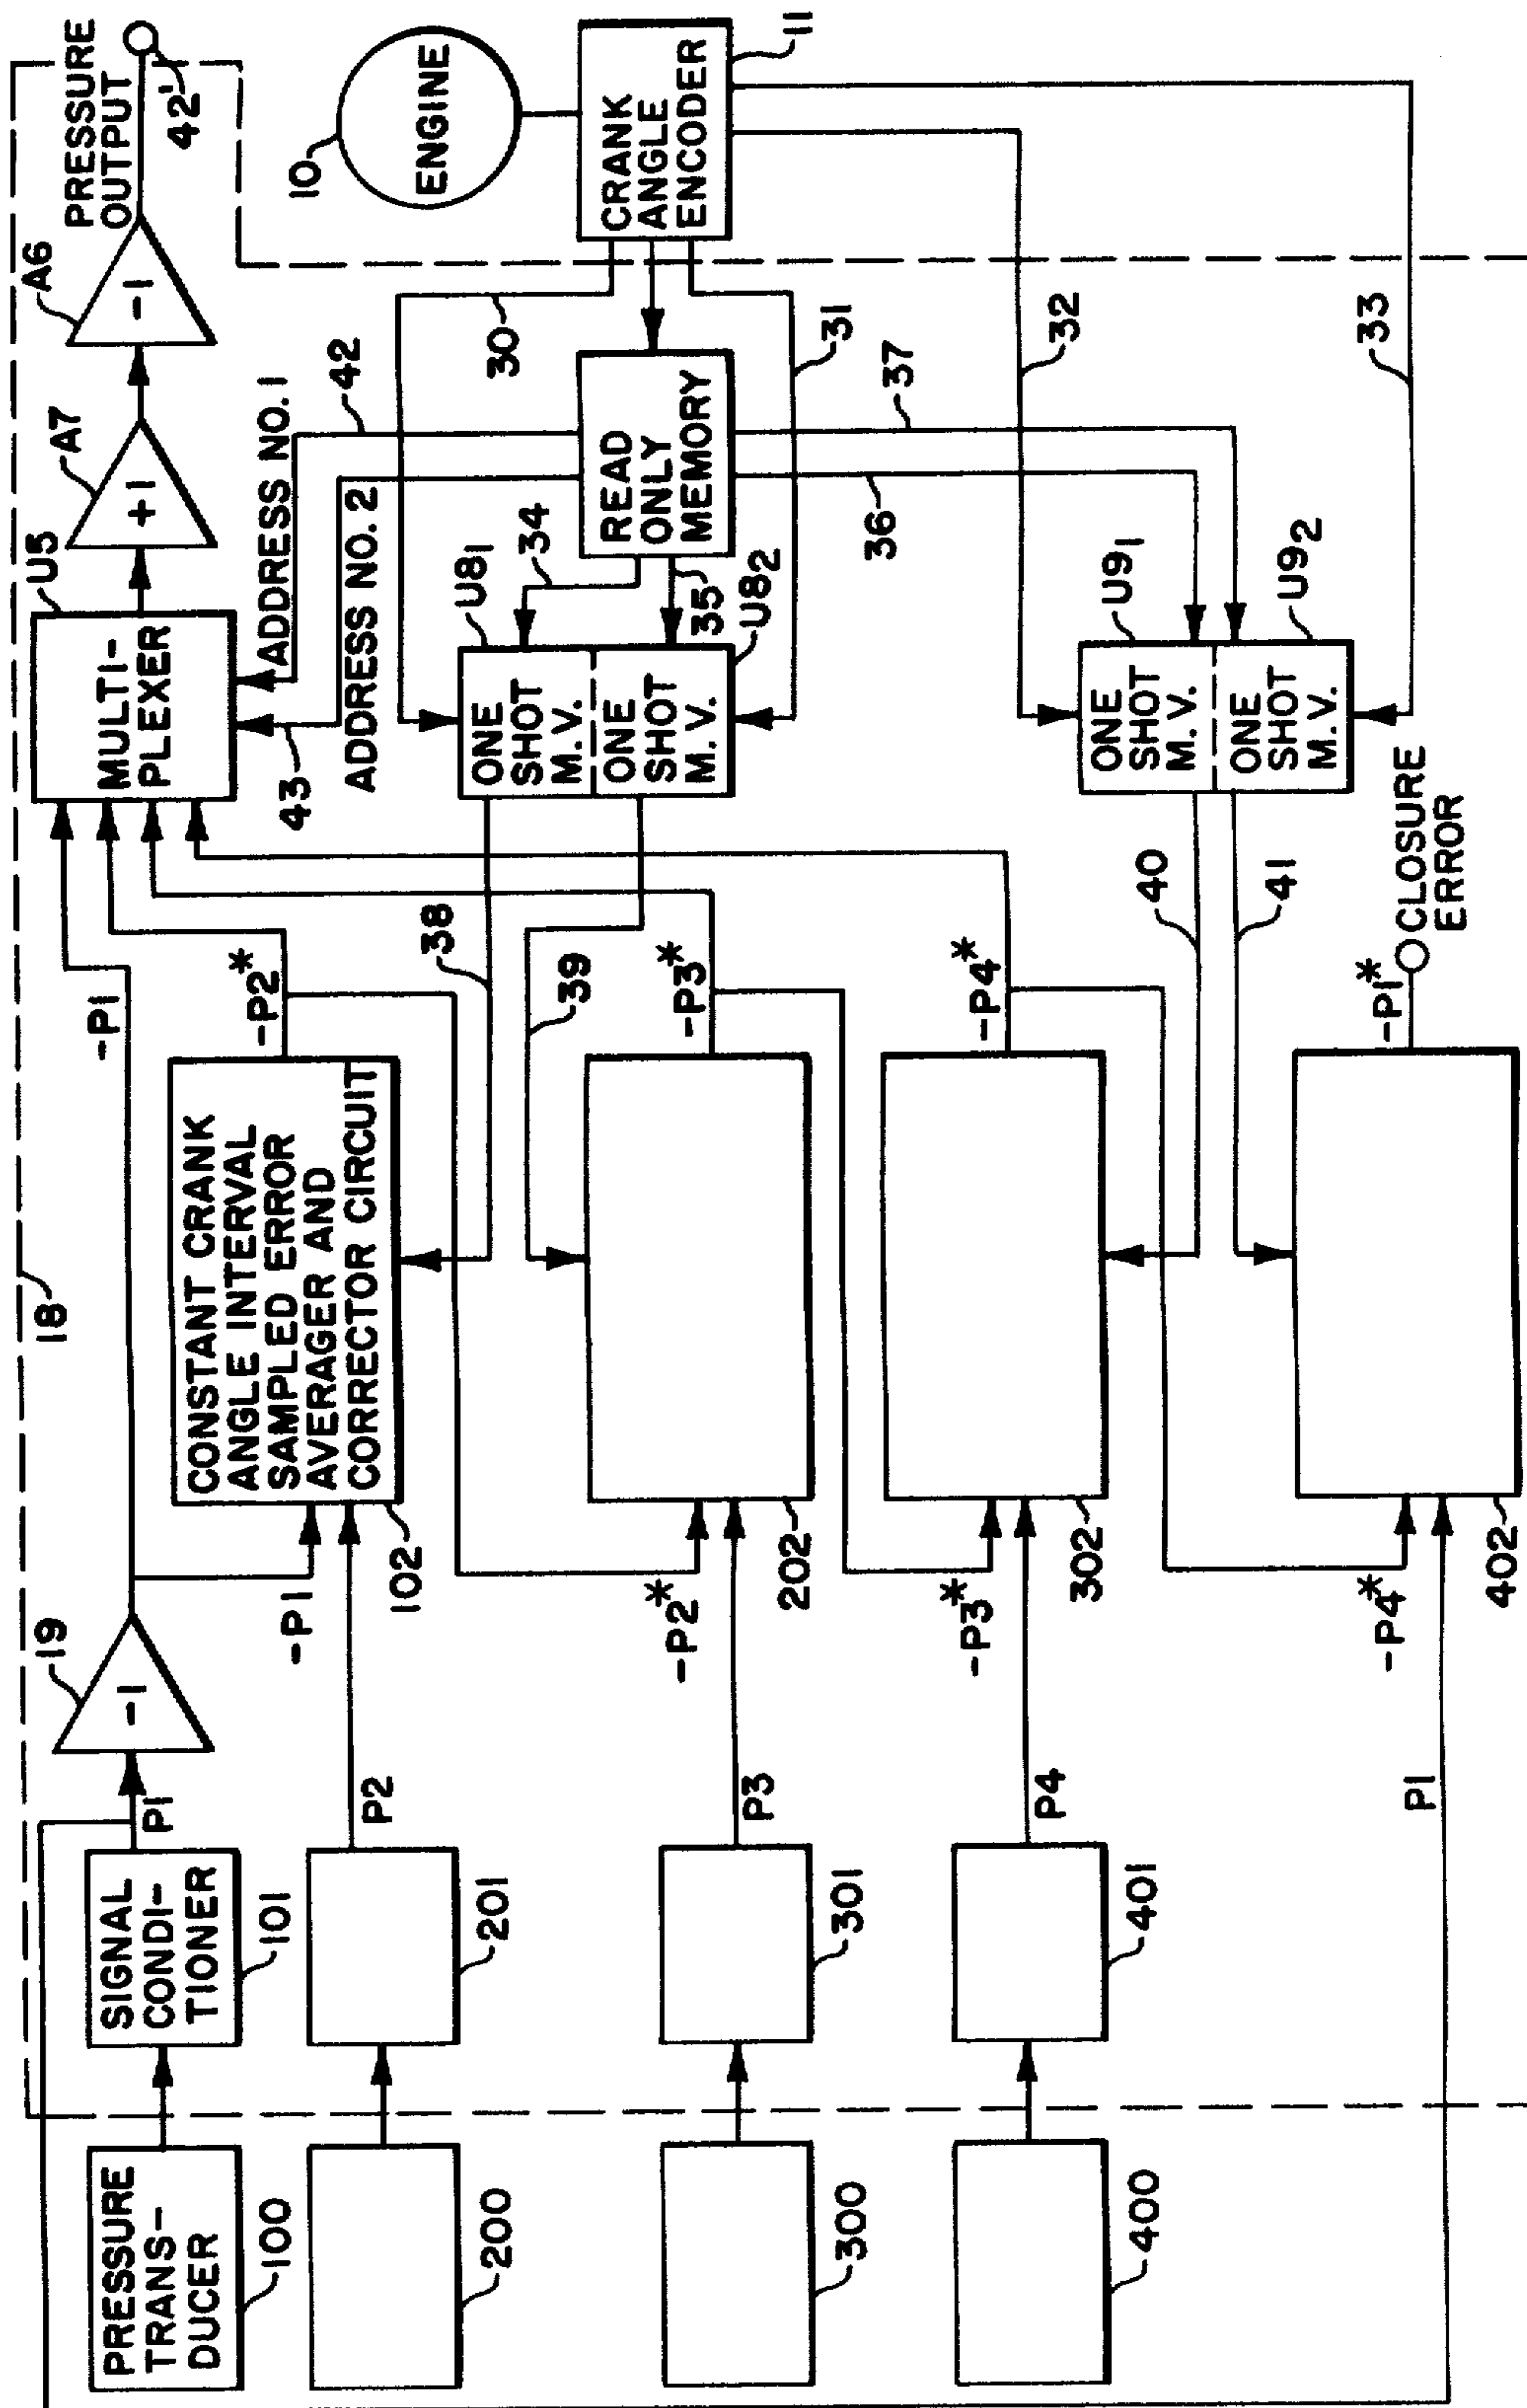 PRESSURE
TRANS-
DUCER
100
SIGNAL
CONDI-
TIONER
101
P1
-1
19
18
-P1
-P1
P2
200
201
CONSTANT CRANK
ANGLE INTERVAL
SAMPLED ERROR
AVERAGER AND
CORRECTOR CIRCUIT
102
-P2*
38
39
300
301
P3
-P2*
202
-P3*
400
401
P4
-P3*
302
-P4*
40
41
P1
-P4*
402
-P1*
CLOSURE
ERROR
MULTI-
PLEXER
U5
+1
A7
-1
A6
PRESSURE
OUTPUT
42'
ADDRESS NO. 1
42
43
ADDRESS NO. 2
ONE
SHOT
M. V.
U81
ONE
SHOT
M. V.
U82
34
35
READ
ONLY
MEMORY
30
31
36
37
32
33
ONE
SHOT
M. V.
U91
ONE
SHOT
M. V.
U92
10
ENGINE
CRANK
ANGLE
ENCODER
11